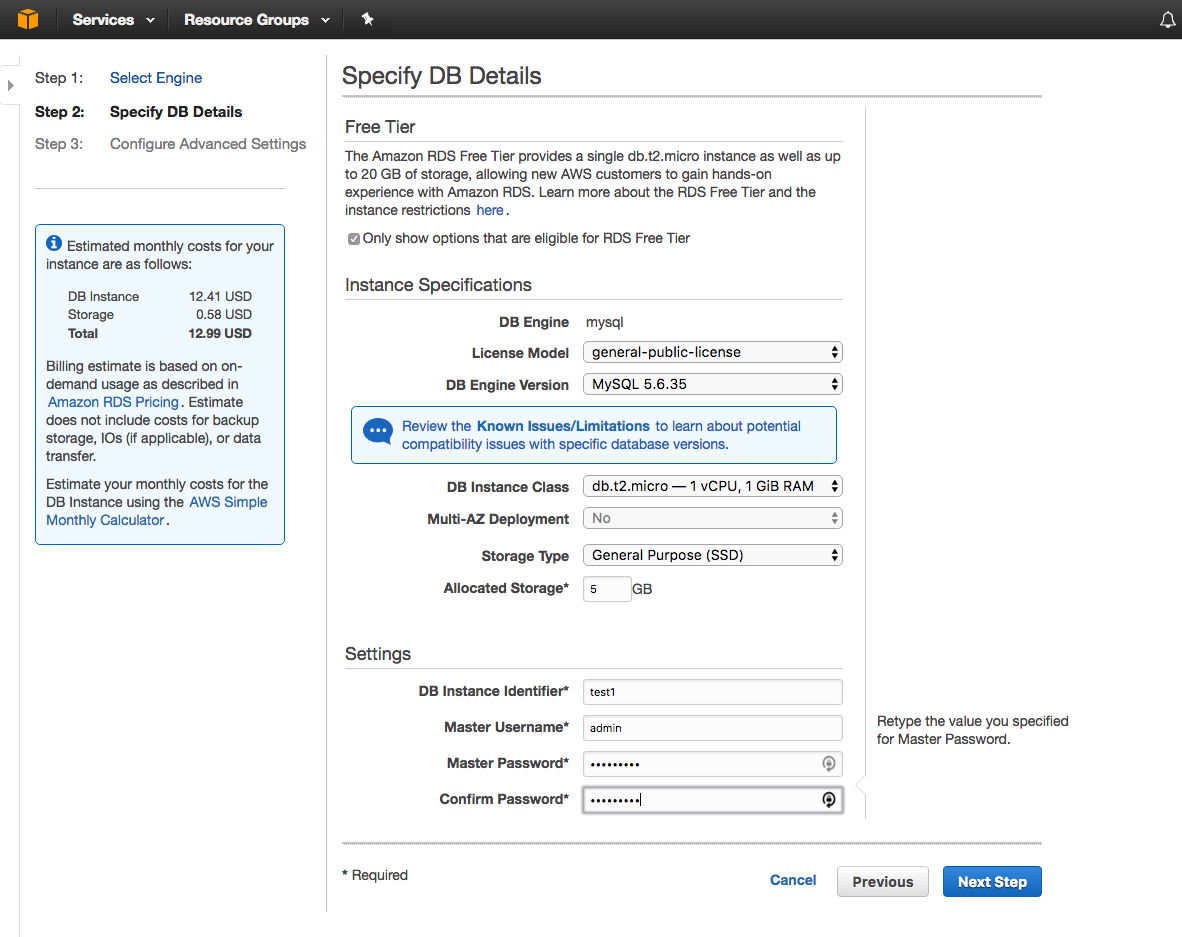 Services Resource Groups
Step 1: Select Engine
Step 2: Specify DB Details
Step 3: Configure Advanced Settings
Estimated monthly costs for your
instance are as follows:
DB Instance 12.41 USD
Storage 0.58 USD
Total 12.99 USD
Billing estimate is based on on-
demand usage as described in
Amazon RDS Pricing. Estimate
does not include costs for backup
storage, IOs (if applicable), or data
transfer.
Estimate your monthly costs for the
DB Instance using the AWS Simple
Monthly Calculator.
Specify DB Details
Free Tier
The Amazon RDS Free Tier provides a single db.t2.micro instance as well as up
to 20 GB of storage, allowing new AWS customers to gain hands-on
experience with Amazon RDS. Learn more about the RDS Free Tier and the
instance restrictions here.
Only show options that are eligible for RDS Free Tier
Instance Specifications
DB Engine mysql
License Model general-public-license
DB Engine Version MySQL 5.6.35
Review the Known Issues/Limitations to learn about potential
compatibility issues with specific database versions.
DB Instance Class db.t2.micro — 1 vCPU, 1 GiB RAM
Multi-AZ Deployment No
Storage Type General Purpose (SSD)
Allocated Storage* 5 GB
Settings
DB Instance Identifier* test1
Master Username* admin
Master Password* •••••••••
Confirm Password* •••••••••
Retype the value you specified
for Master Password.
* Required
Cancel Previous Next Step